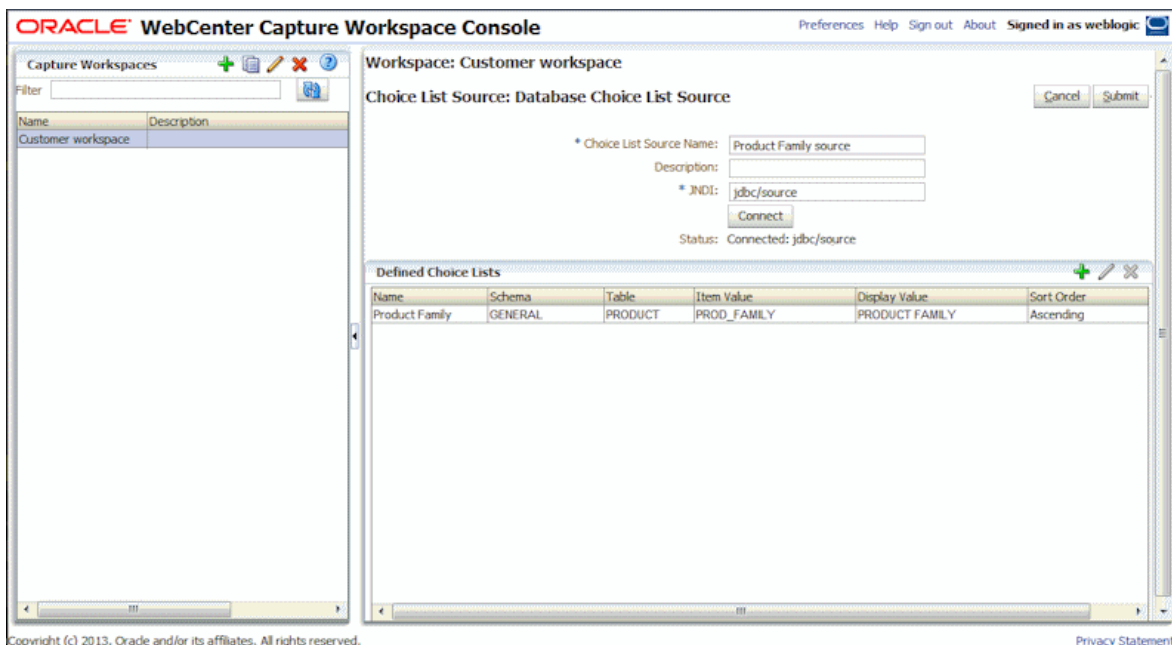 ORACLE® WebCenter Capture Workspace Console
Preferences Help Sign out About Signed in as weblogic
Capture Workspaces
Filter
Name Description
Customer workspace
Workspace: Customer workspace
Choice List Source: Database Choice List Source
Cancel Submit
* Choice List Source Name: Product Family source
Description:
* JNDI: jdbc/source
Connect
Status: Connected: jdbc/source
Defined Choice Lists
Name Schema Table Item Value Display Value Sort Order
Product Family GENERAL PRODUCT PROD_FAMILY PRODUCT FAMILY Ascending
Copyright (c) 2013, Oracle and/or its affiliates. All rights reserved.
Privacy Statement